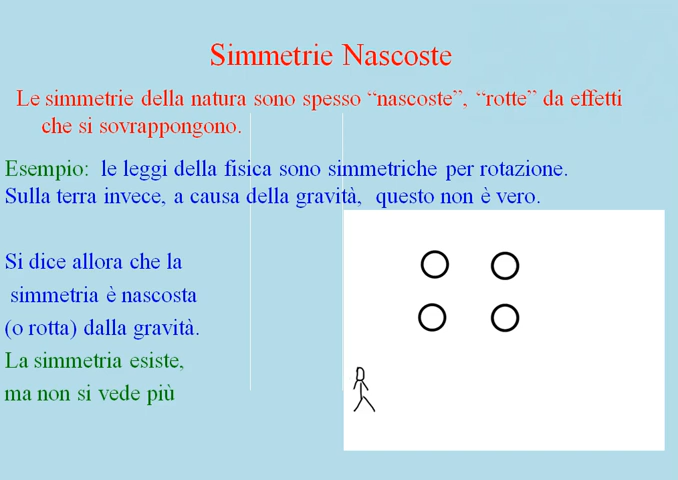 Simmetrie Nascoste
Le simmetrie della natura sono spesso “nascoste”, “rotte” da effetti
che si sovrappongono.
Esempio: le leggi della fisica sono simmetriche per rotazione.
Sulla terra invece, a causa della gravità, questo non è vero.
Si dice allora che la
simmetria è nascosta
(o rotta) dalla gravità.
La simmetria esiste,
ma non si vede più